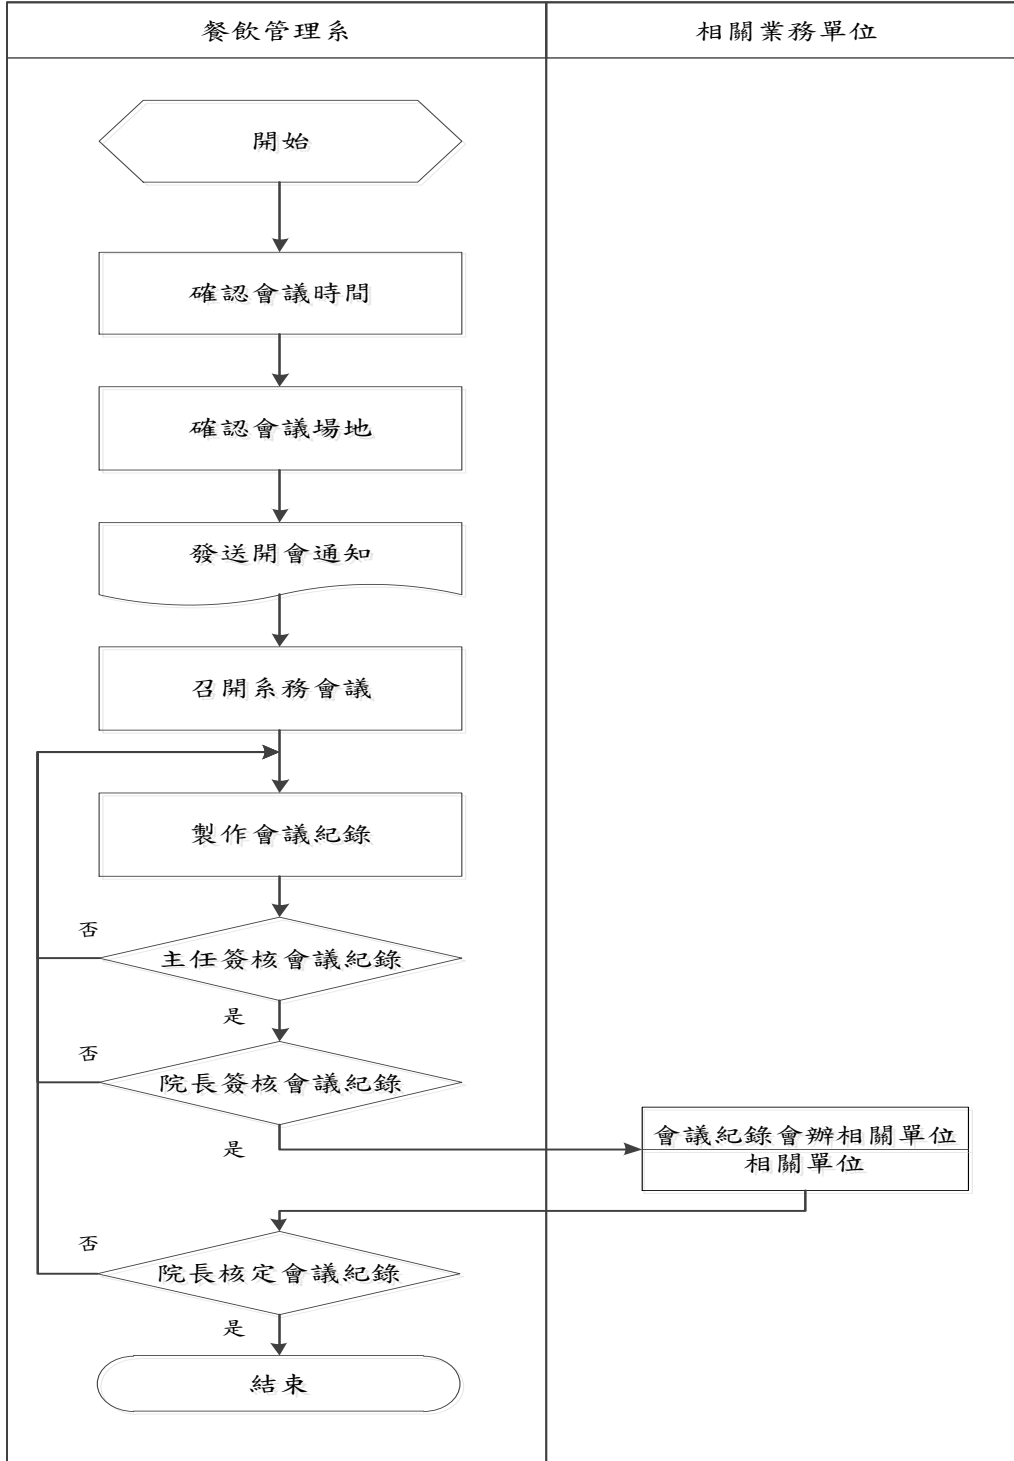 餐飲管理系
相關業務單位
開始
確認會議時間
確認會議場地
發送開會通知
召開系務會議
製作會議紀錄
否
主任簽核會議紀錄
是
否
院長簽核會議紀錄
是
會議紀錄會辦相關單位
相關單位
否
院長核定會議紀錄
是
結束